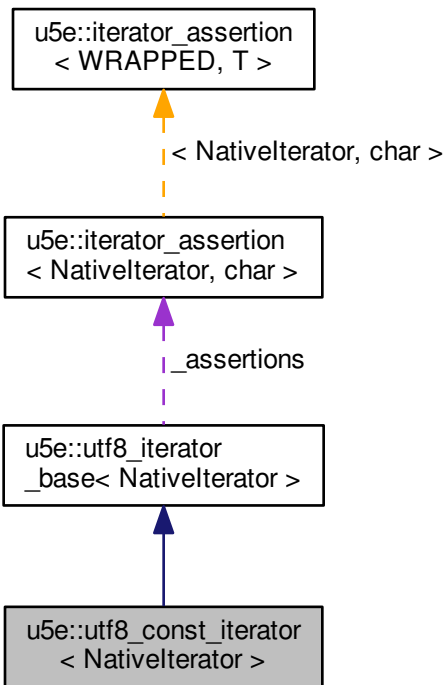 u5e::iterator_assertion
< WRAPPED, T >
< NativeIterator, char >
u5e::iterator_assertion
< NativeIterator, char >
_assertions
u5e::utf8_iterator
_base< NativeIterator >
u5e::utf8_const_iterator
< NativeIterator >